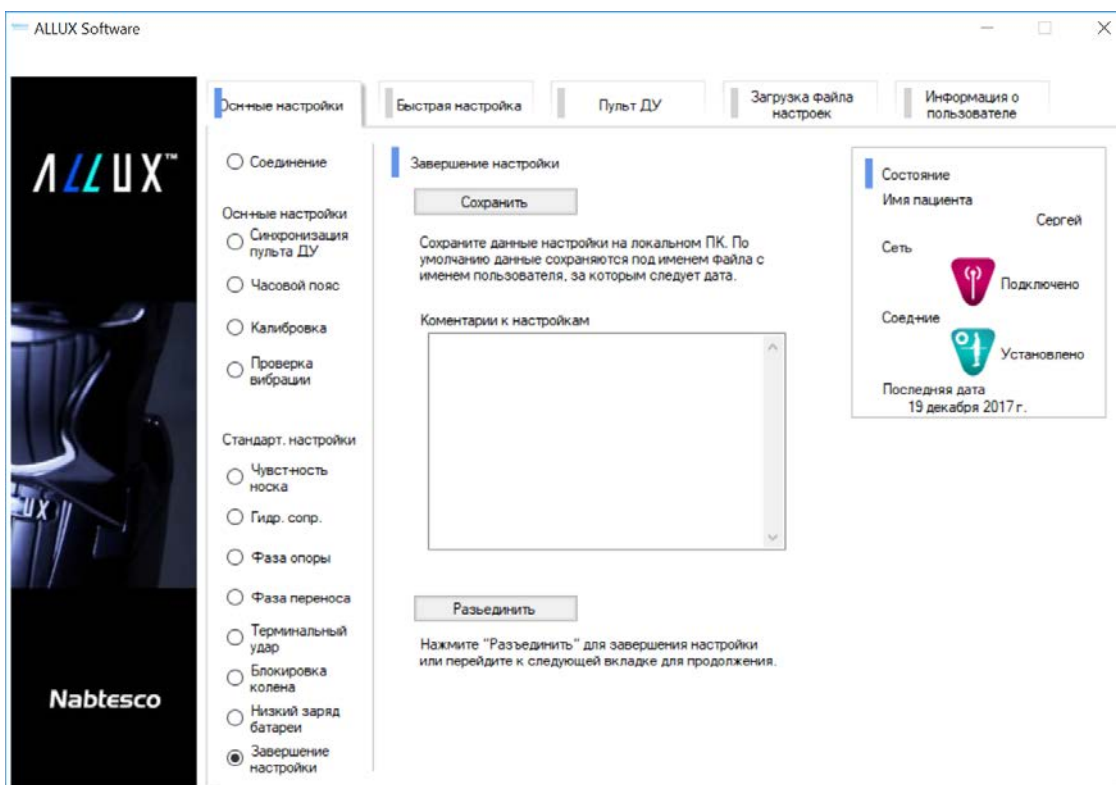 ALLUX Software
Осн-ные настройки
Быстрая настройка
Пульт ДУ
Загрузка файла
настроек
Информация о
пользователе
ALLUX™
Соединение
Осн-ные настройки
Синхронизация
пульта ДУ
Часовой пояс
Калибровка
Проверка
вибрации
Стандарт. настройки
Чувст-ность
носка
Гидр. сопр.
Фаза опоры
Фаза переноса
Терминальный
удар
Блокировка
колена
Низкий заряд
батареи
Завершение
настройки
UX
Nabtesco
Завершение настройки
Сохранить
Сохраните данные настройки на локальном ПК. По
умолчанию данные сохраняются под именем файла с
именем пользователя, за которым следует дата.
Коментарии к настройкам
Разьединить
Нажмите "Разъединить" для завершения настройки
или перейдите к следующей вкладке для продолжения.
Состояние
Имя пациента
Сергей
Сеть
Подключено
Соед-ние
Установлено
Последняя дата
19 декабря 2017 г.